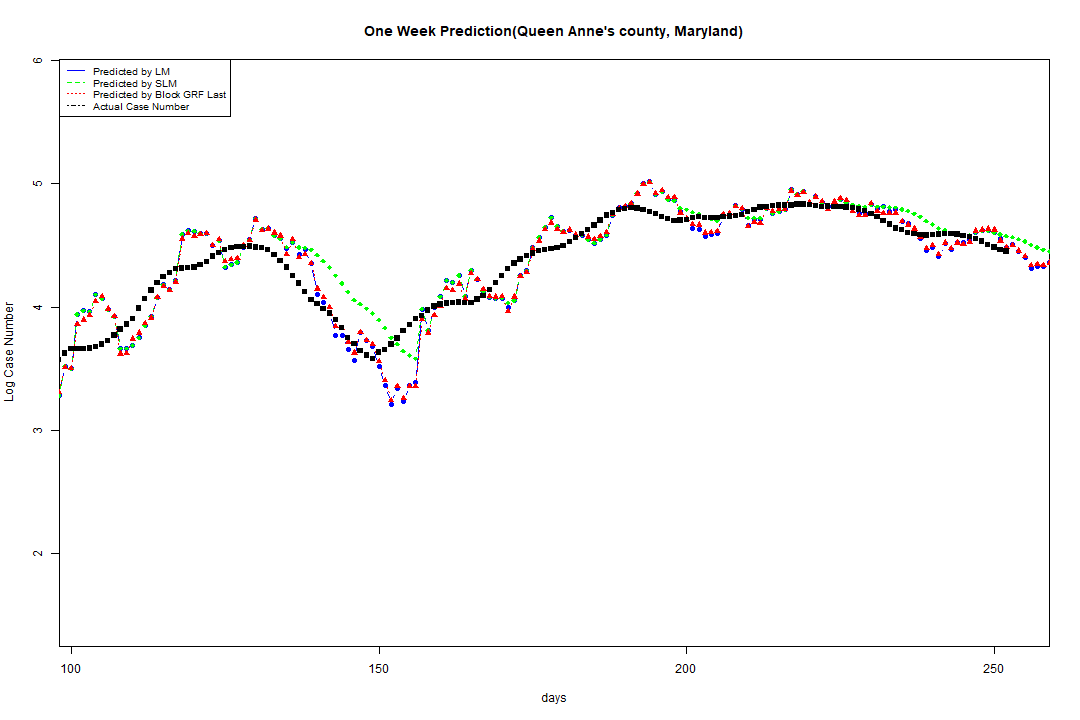 One Week Prediction(Queen Anne's county, Maryland)
6
Predicted by LM
Predicted by SLM
Predicted by Block GRF Last
Actual Case Number
5
4
Log Case Number
3
2
100 150 200 250
days